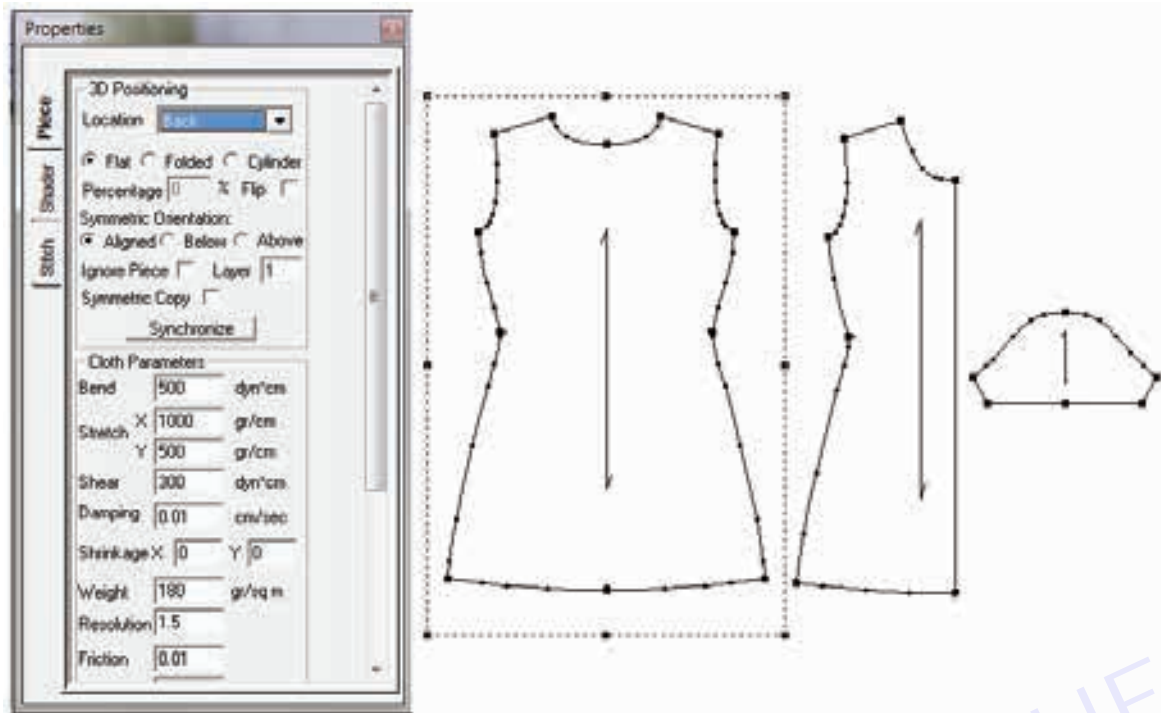 Properties
Piece
Shader
Stitch
3D Positioning
Location Back
Flat Folded Cylinder
Percentage 0 % Flip
Symmetric Orientation:
Aligned Below Above
Ignore Piece Layer 1
Symmetric Copy
Synchronize
Cloth Parameters
Bend 500 dyn*cm
Stretch X 1000 gr/cm
Y 500 gr/cm
Shear 300 dyn*cm
Damping 0.01 cm/sec
Shrinkage X 0 Y 0
Weight 180 gr/sq m
Resolution 1.5
Friction 0.01